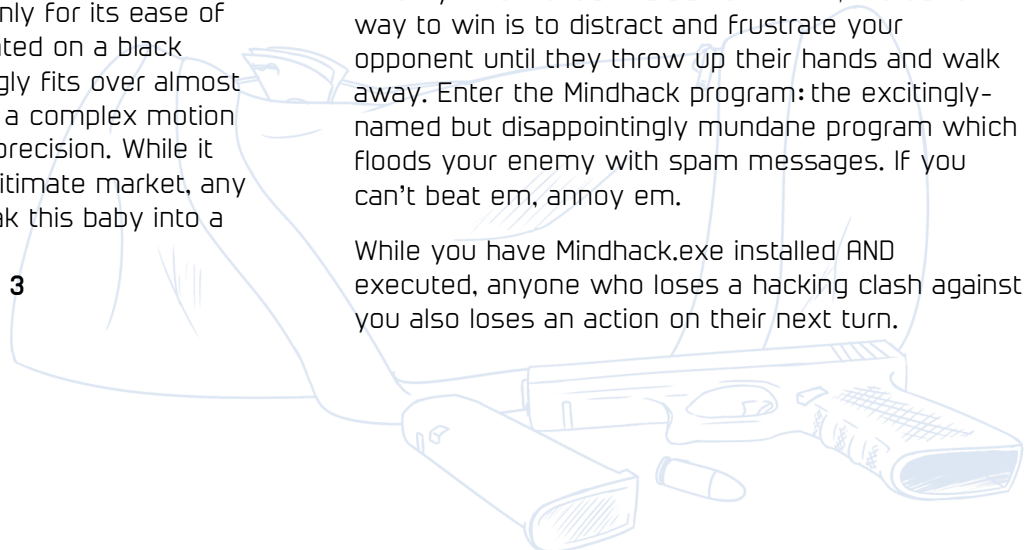 nly for its ease of
ted on a black
gly fits over almost
a complex motion
precision. While it
itimate market, any
ak this baby into a
3
way to win is to distract and frustrate your
opponent until they throw up their hands and walk
away. Enter the Mindhack program: the excitingly-
named but disappointingly mundane program which
floods your enemy with spam messages. If you
can't beat em, annoy em.
While you have Mindhack.exe installed AND
executed, anyone who loses a hacking clash against
you also loses an action on their next turn.